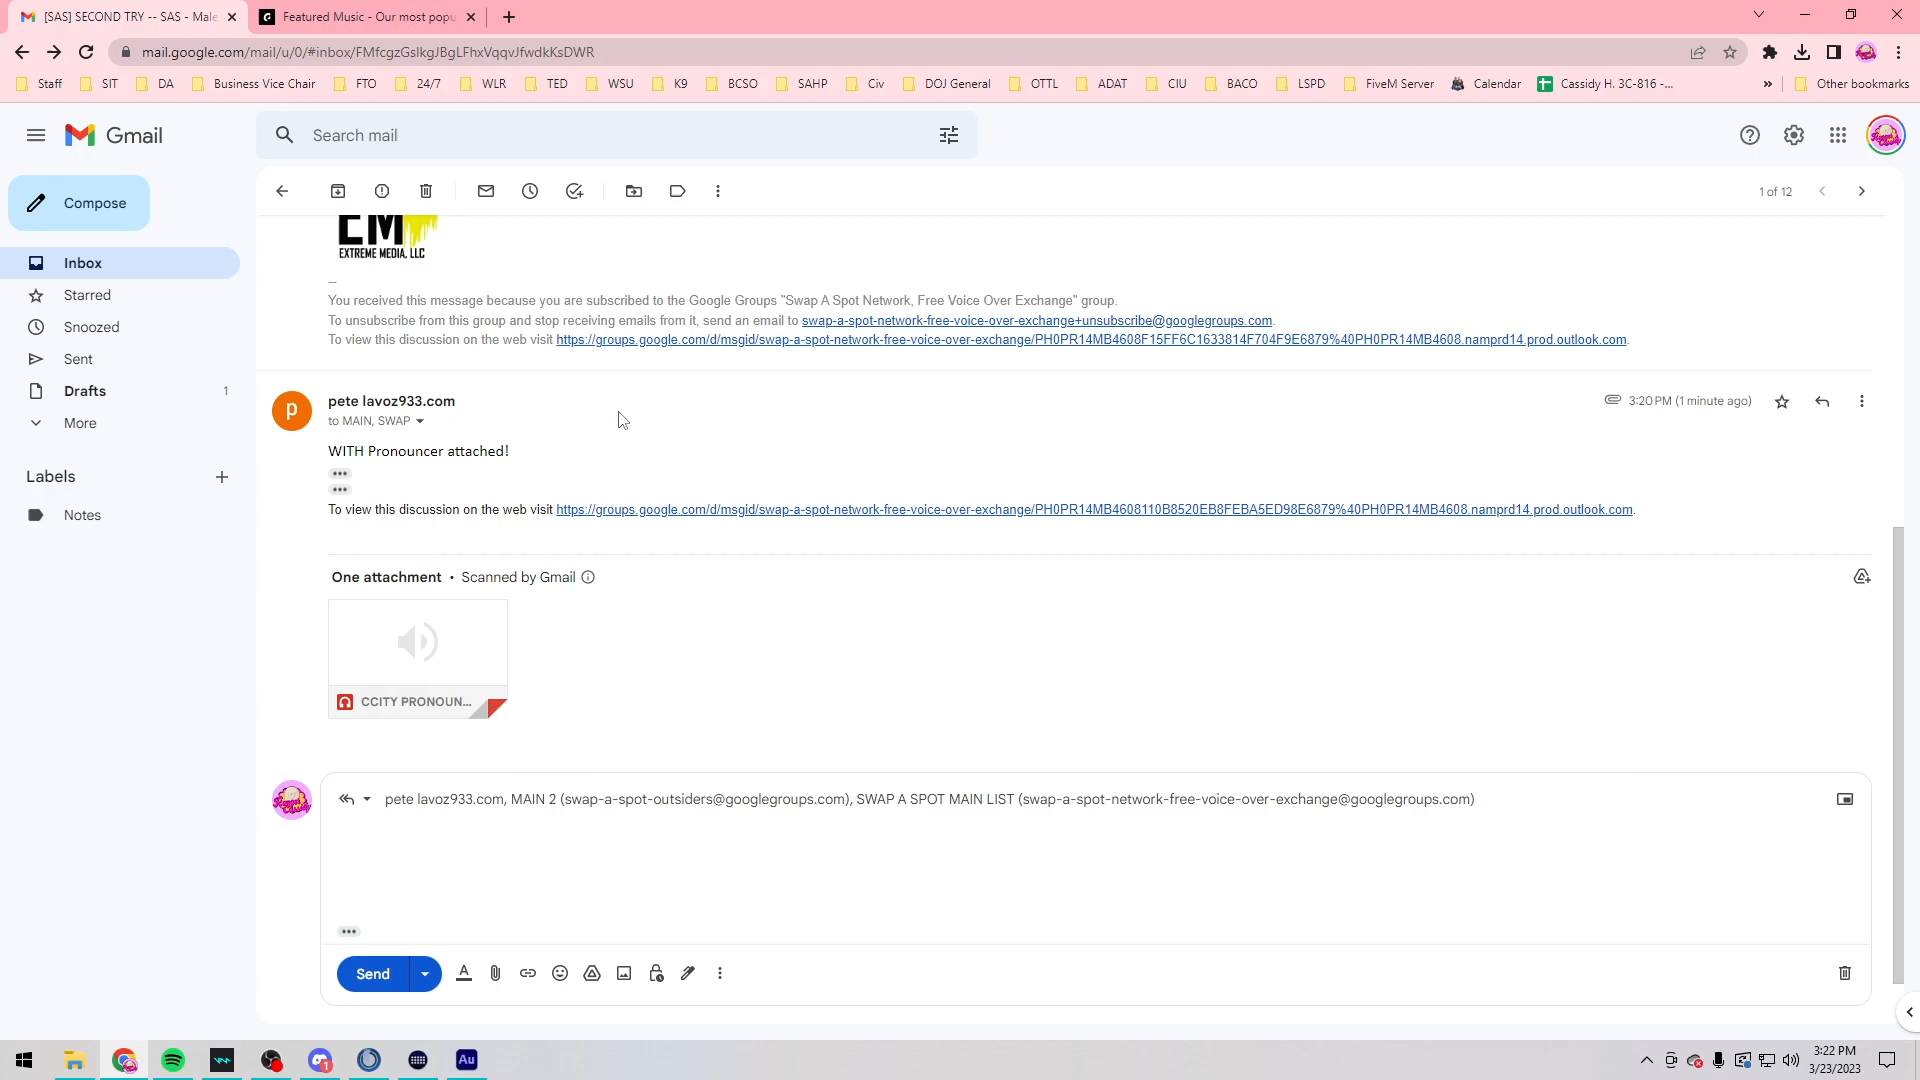 [SAS] SECOND TRY -- SAS - Male
Featured Music - Our most popu
mail.google.com/mail/u/0/#inbox/FMfcgzGslkgJBgLFhxVqqvJfwdkKsDWR
Staff SIT DA Business Vice Chair FTO 24/7 WLR TED WSU K9 BCSO SAHP Civ DOJ General OTTL ADAT CIU BACO LSPD FiveM Server Calendar Cassidy H. 3C-816 -... » Other bookmarks
Gmail
Search mail
Compose
1 of 12
Inbox
Starred
Snoozed
Sent
Drafts 1
More
Labels
Notes
EM
EXTREME MEDIA, LLC
--
You received this message because you are subscribed to the Google Groups "Swap A Spot Network, Free Voice Over Exchange" group.
To unsubscribe from this group and stop receiving emails from it, send an email to swap-a-spot-network-free-voice-over-exchange+unsubscribe@googlegroups.com.
To view this discussion on the web visit https://groups.google.com/d/msgid/swap-a-spot-network-free-voice-over-exchange/PH0PR14MB4608F15FF6C1633814F704F9E6879%40PH0PR14MB4608.namprd14.prod.outlook.com.
p
pete lavoz933.com
3:20 PM (1 minute ago)
to MAIN, SWAP
WITH Pronouncer attached!
To view this discussion on the web visit https://groups.google.com/d/msgid/swap-a-spot-network-free-voice-over-exchange/PH0PR14MB4608110B8520EB8FEBA5ED98E6879%40PH0PR14MB4608.namprd14.prod.outlook.com.
One attachment • Scanned by Gmail
CCITY PRONOUN...
pete lavoz933.com, MAIN 2 (swap-a-spot-outsiders@googlegroups.com), SWAP A SPOT MAIN LIST (swap-a-spot-network-free-voice-over-exchange@googlegroups.com)
Send
Au
1
3:22 PM
3/23/2023